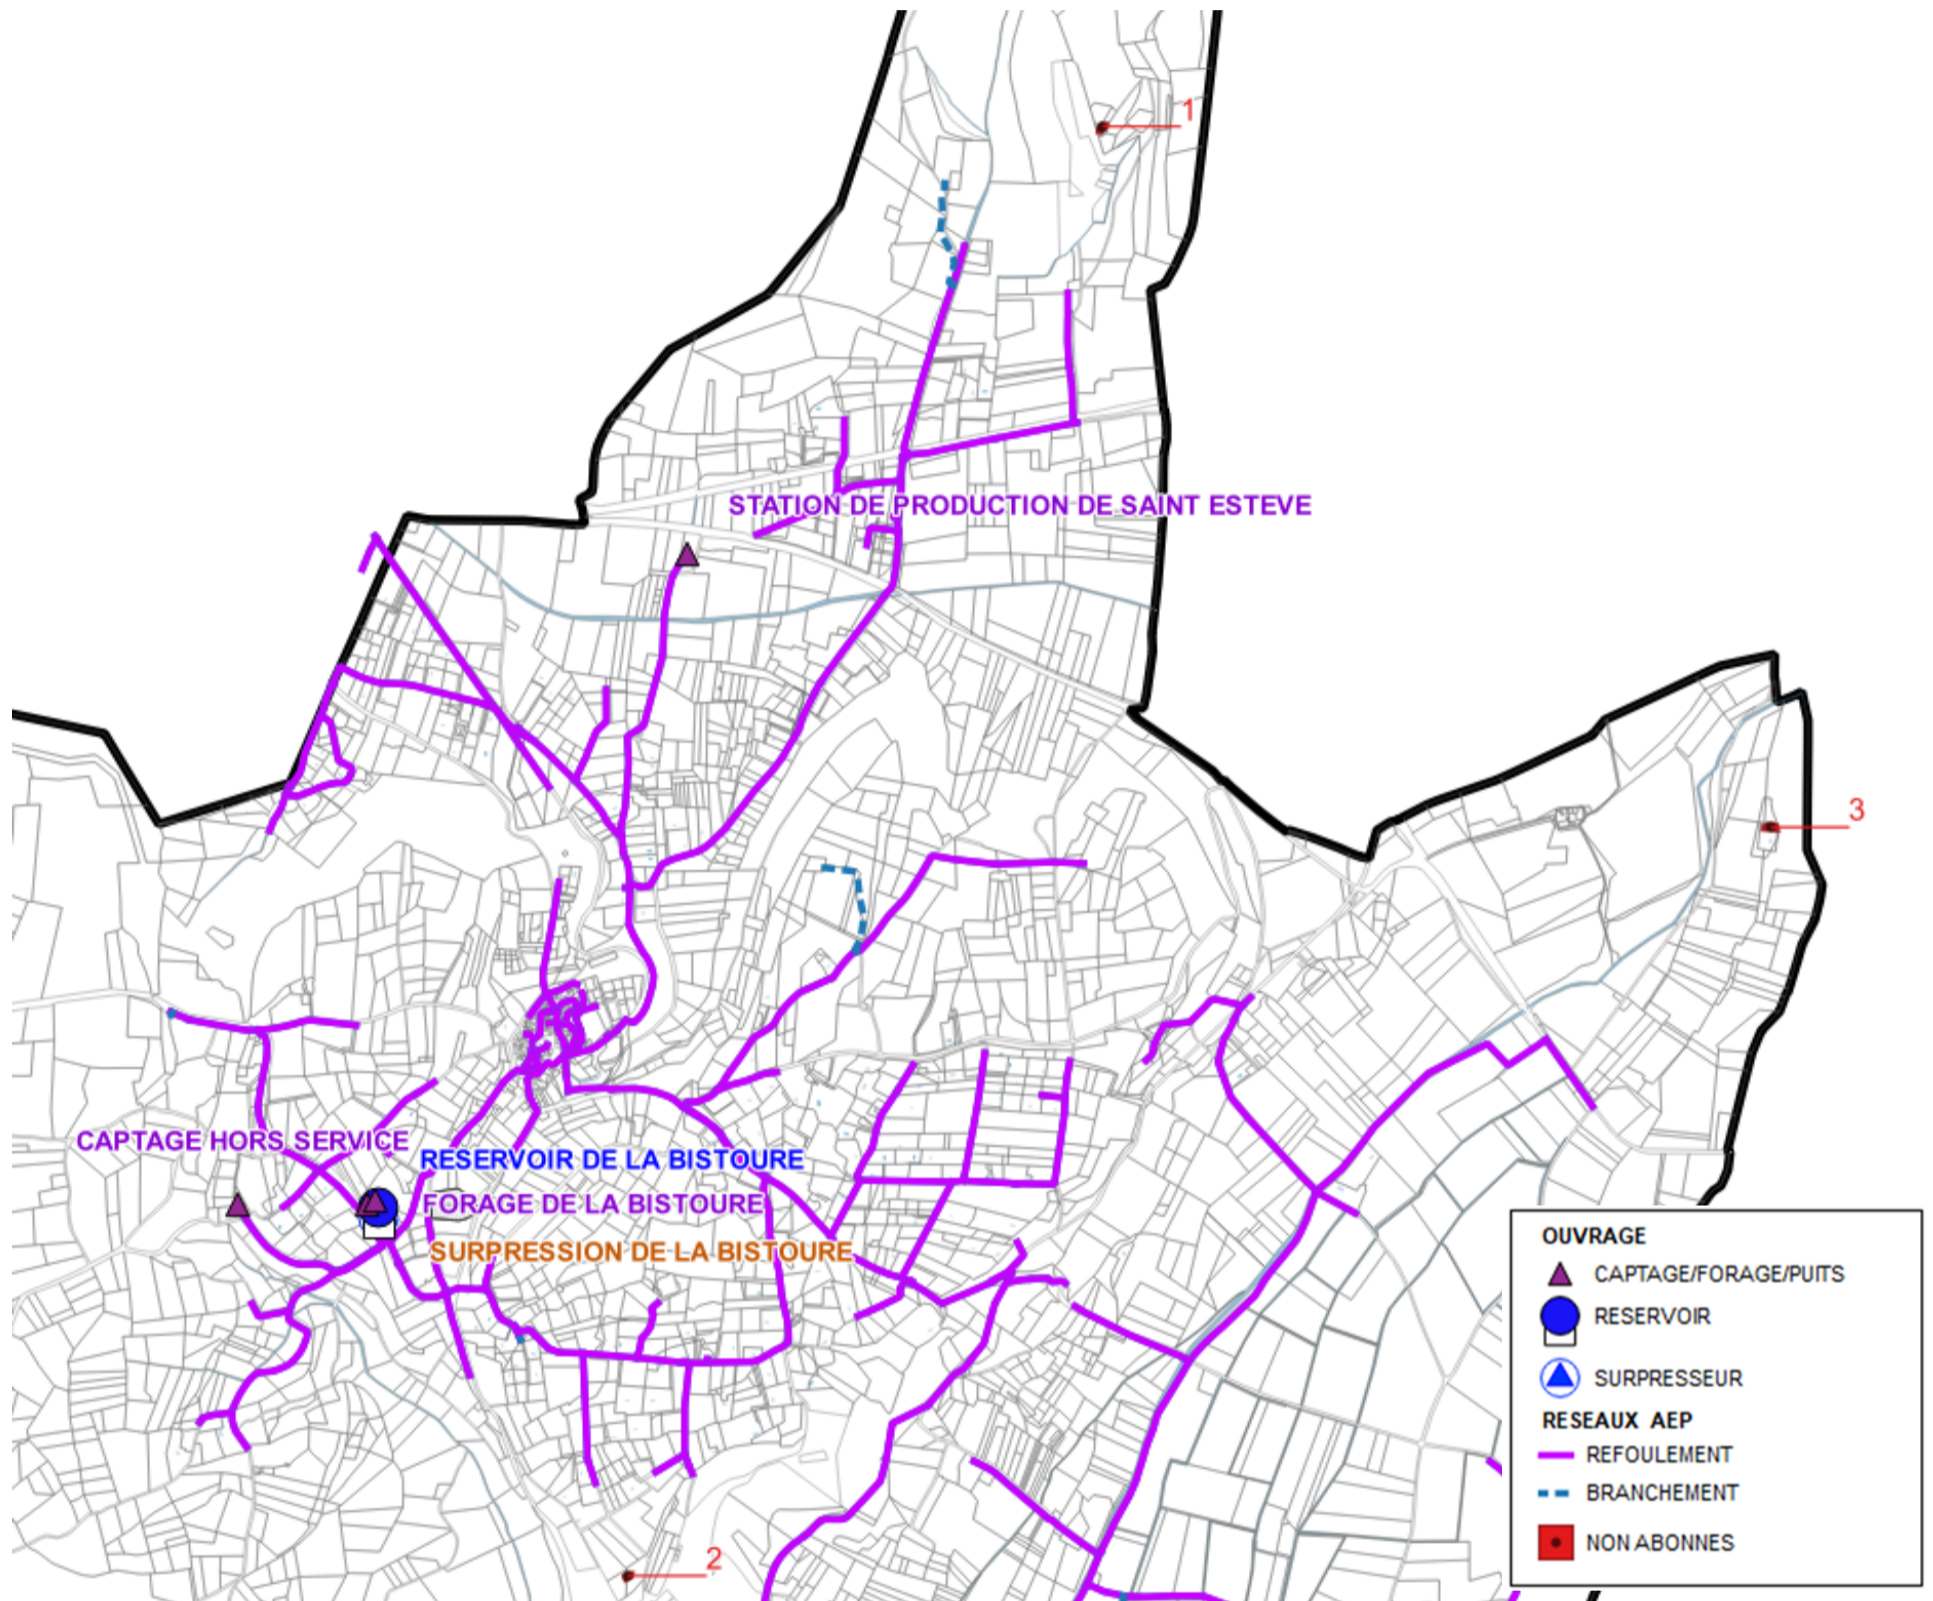 1
STATION DE PRODUCTION DE SAINT ESTEVE
3
CAPTAGE HORS SERVICE
RESERVOIR DE LA BISTOURE
FORAGE DE LA BISTOURE
SURPRESSION DE LA BISTOURE
2
OUVRAGE
CAPTAGE/FORAGE/PUITS
RESERVOIR
SURPRESSEUR
RESEAUX AEP
REFOULEMENT
BRANCHEMENT
NON ABONNES